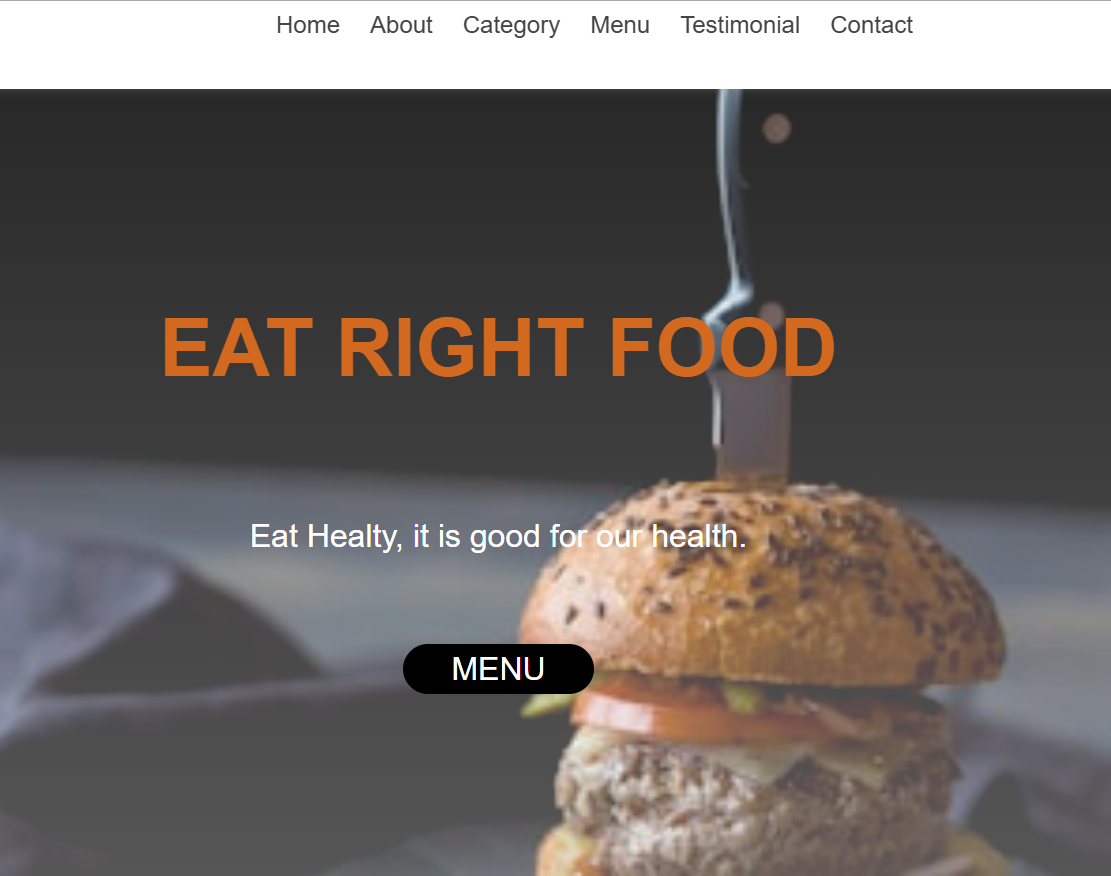 Home About Category Menu Testimonial Contact
EAT RIGHT FOOD
Eat Healty, it is good for our health.
MENU